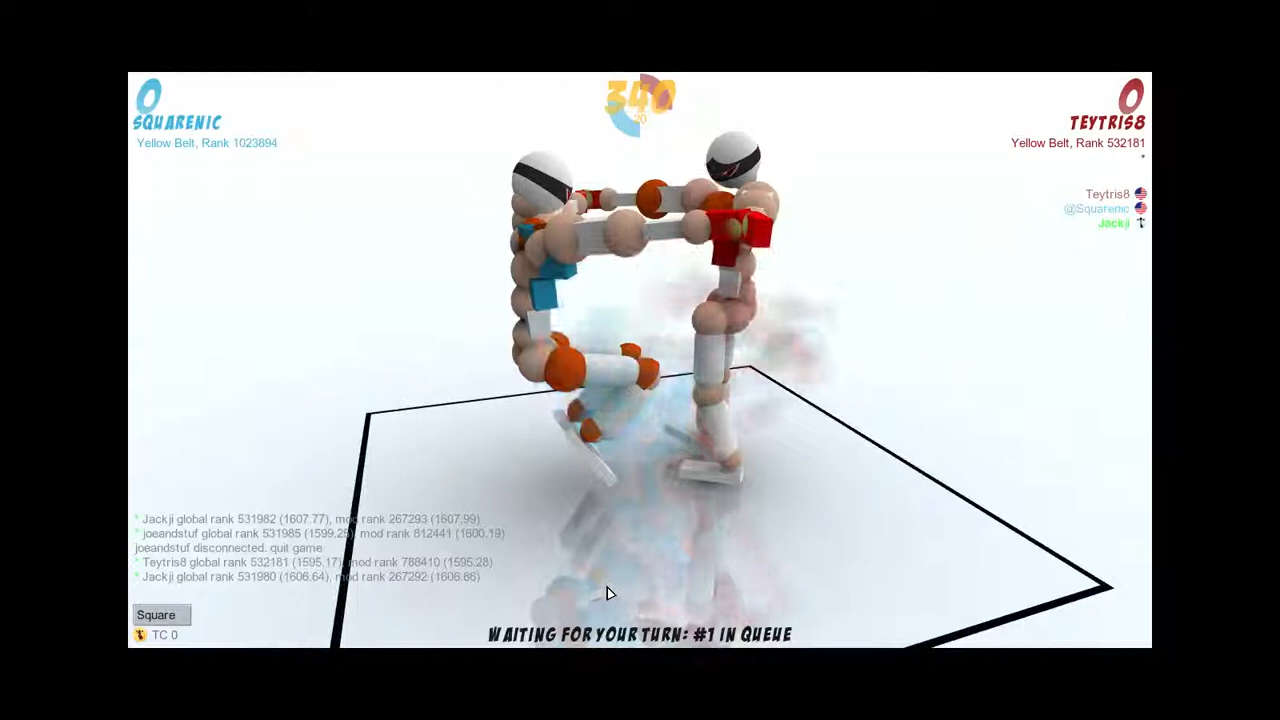 0
SQUARENIC
Yellow Belt, Rank 1023894
340
20
0
TEYTRIS8
Yellow Belt, Rank 532181
*
Teytris8
@Squarenic
Jackji
* Jackji global rank 531982 (1607.77), mod rank 267293 (1607.99)
* joeandstuf global rank 531985 (1599.25), mod rank 812441 (1600.19)
joeandstuf disconnected. quit game
* Teytris8 global rank 532181 (1595.17), mod rank 788410 (1595.28)
* Jackji global rank 531980 (1606.64), mod rank 267292 (1606.86)
Square
TC 0
WAITING FOR YOUR TURN: #1 IN QUEUE